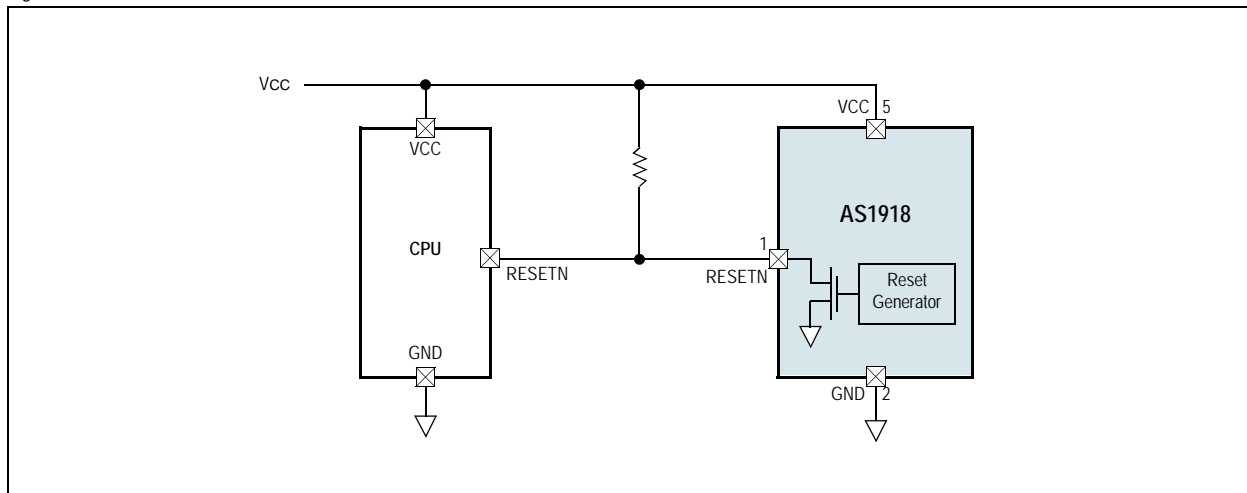 Vcc
VCC 5
VCC
AS1918
CPU
1
RESETN
RESETN
Reset
Generator
GND
GND 2